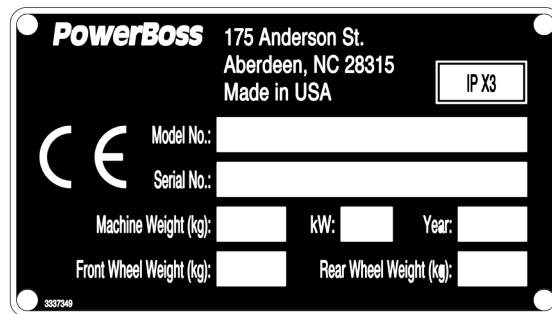 PowerBoss
175 Anderson St.
Aberdeen, NC 28315
Made in USA
IP X3
CE
Model No.:
Serial No.:
Machine Weight (kg): kW: Year:
Front Wheel Weight (kg): Rear Wheel Weight (kg):
3337349